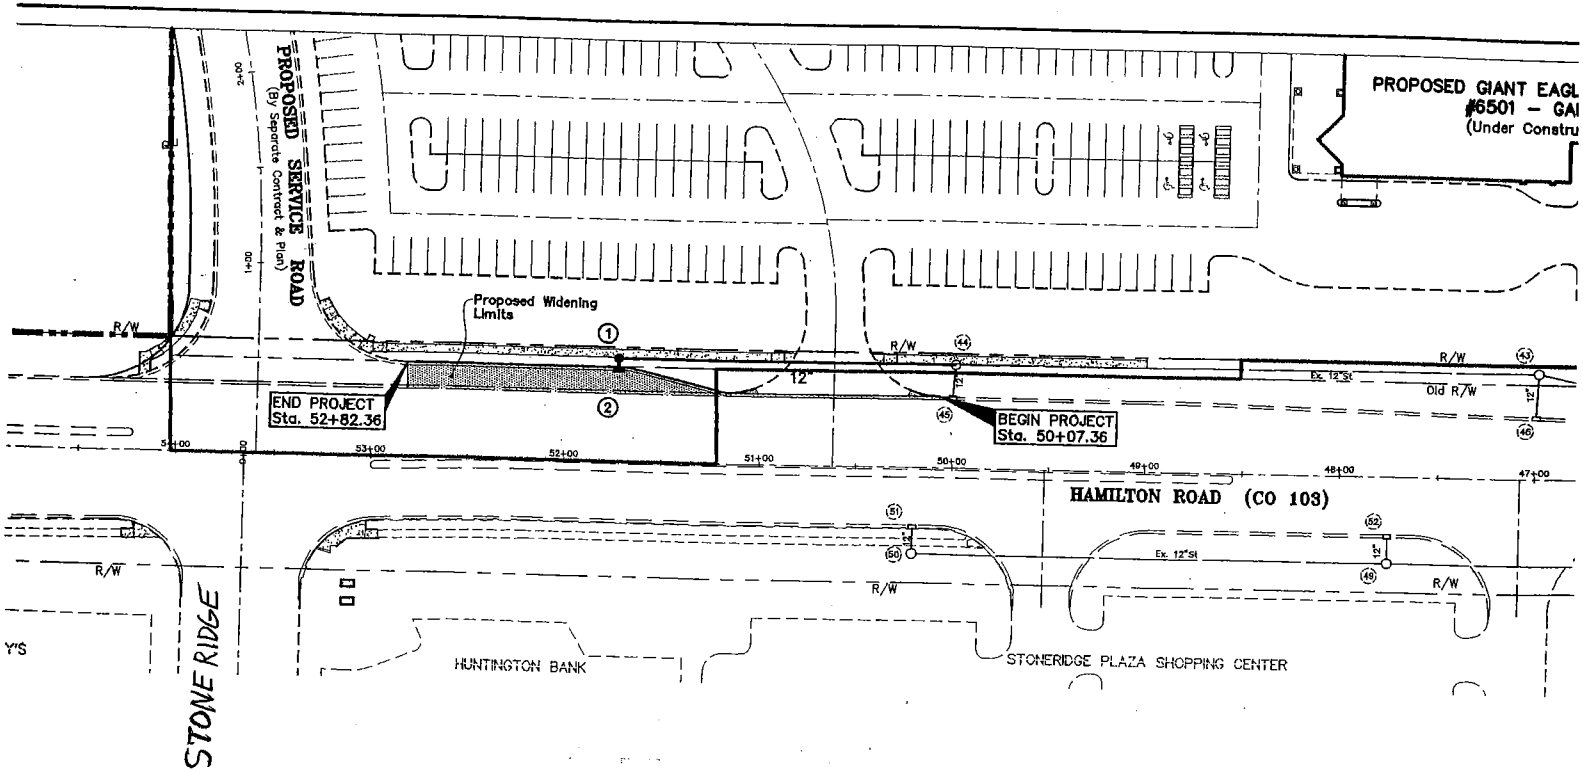 PROPOSED GIANT EAGL
#6501 - GA
(Under Constru
PROPOSED SERVICE ROAD
(By Separate Contract & Plan)
2+00
1+00
0+00
Proposed Widening
Limits
R/W
1
R/W
44
R/W
43
12"
12"
Ex. 12"St
Old R/W
12"
END PROJECT
Sta. 52+82.36
2
45
BEGIN PROJECT
Sta. 50+07.36
46
54+00
53+00
52+00
51+00
50+00
49+00
48+00
47+00
HAMILTON ROAD (CO 103)
51
52
12"
50
Ex. 12"St
12"
49
R/W
R/W
R/W
STONERIDGE
Y'S
HUNTINGTON BANK
STONERIDGE PLAZA SHOPPING CENTER